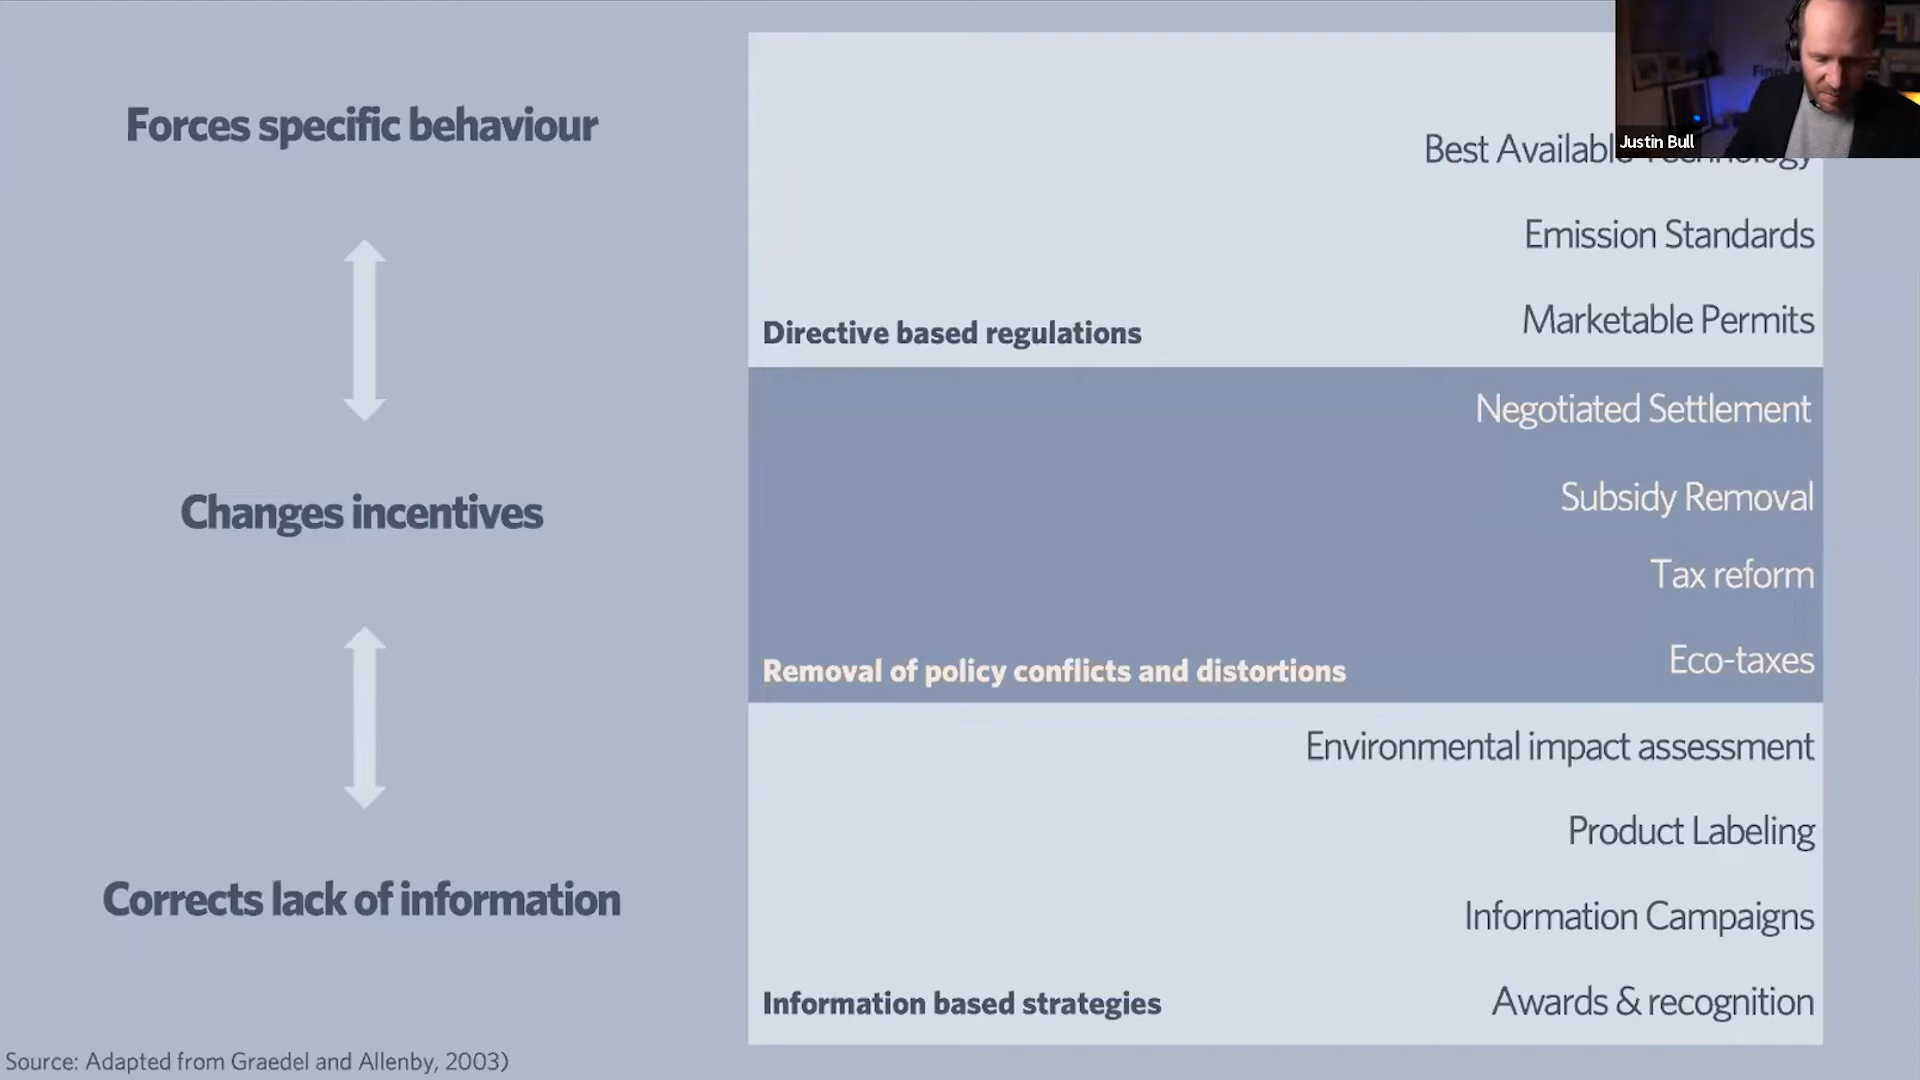 Forces specific behaviour
Changes incentives
Corrects lack of information
Best Available
Emission Standards
Marketable Permits
Directive based regulations
Negotiated Settlement
Subsidy Removal
Tax reform
Eco-taxes
Removal of policy conflicts and distortions
Environmental impact assessment
Product Labeling
Information Campaigns
Awards & recognition
Information based strategies
Source: Adapted from Graedel and Allenby, 2003)
Justin Bull